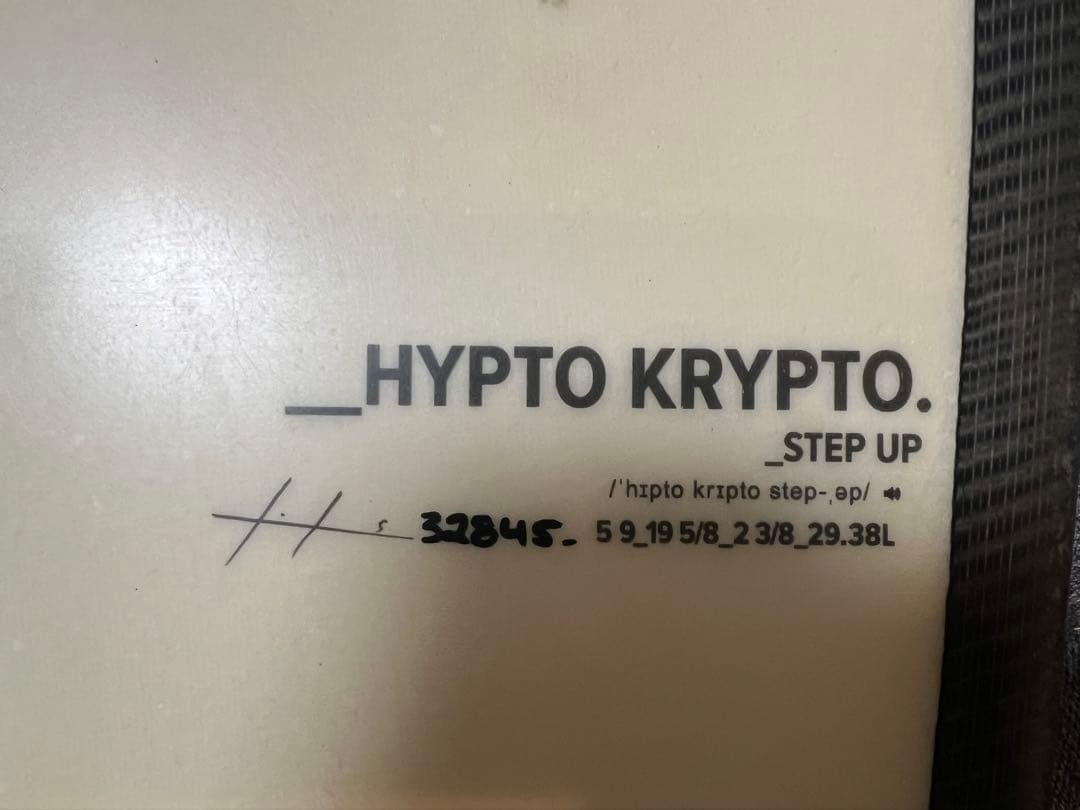 __HYPTO KRYPTO.
_STEP UP
/ˈhɪpto krɪpto step-ˌəp/
32845. 5 9_19 5/8_2 3/8_29.38L